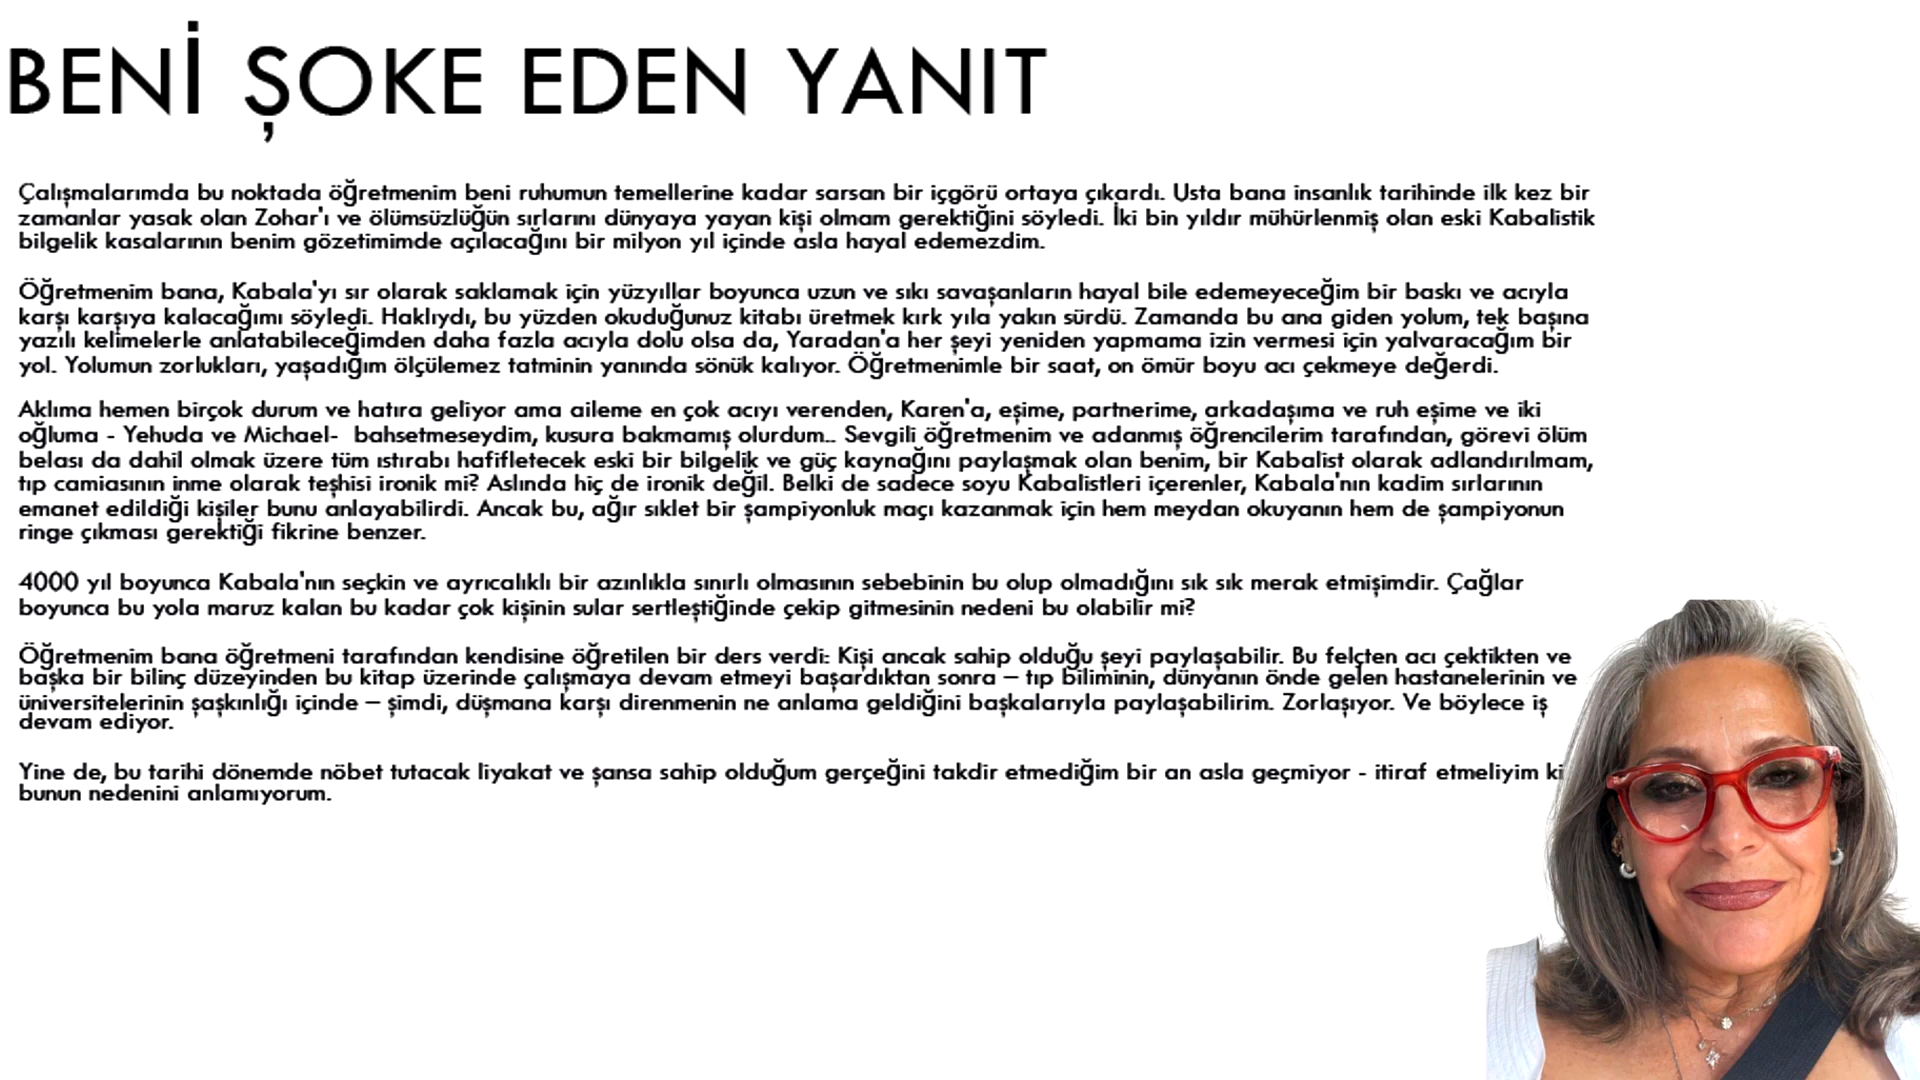 BENİ ŞOKE EDEN YANIT
Çalışmalarımda bu noktada öğretmenim beni ruhumun temellerine kadar sarsan bir içgörü ortaya çıkardı. Usta bana insanlık tarihinde ilk kez bir
zamanlar yasak olan Zohar'ı ve ölümsüzlüğün sırlarını dünyaya yayan kişi olmam gerektiğini söyledi. İki bin yıldır mühürlenmiş olan eski Kabalistik
bilgelik kasalarının benim gözetimimde açılacağını bir milyon yıl içinde asla hayal edemezdim.
Öğretmenim bana, Kabala'yı sır olarak saklamak için yüzyıllar boyunca uzun ve sıkı savaşanların hayal bile edemeyeceğim bir baskı ve acıyla
karşı karşıya kalacağımı söyledi. Haklıydı, bu yüzden okuduğunuz kitabı üretmek kırk yıla yakın sürdü. Zamanda bu ana giden yolum, tek başına
yazılı kelimelerle anlatabileceğimden daha fazla acıyla dolu olsa da, Yaradan'a her şeyi yeniden yapmama izin vermesi için yalvaracağım bir
yol. Yolumun zorlukları, yaşadığım ölçülemez tatminin yanında sönük kalıyor. Öğretmenimle bir saat, on ömür boyu acı çekmeye değerdi.
Aklıma hemen birçok durum ve hatıra geliyor ama aileme en çok acıyı verenden, Karen'a, eşime, partnerime, arkadaşıma ve ruh eşime ve iki
oğluma - Yehuda ve Michael-  bahsetmeseydim, kusura bakmamış olurdum.. Sevgili öğretmenim ve adanmış öğrencilerim tarafından, görevi ölüm
belası da dahil olmak üzere tüm ıstırabı hafifletecek eski bir bilgelik ve güç kaynağını paylaşmak olan benim, bir Kabalist olarak adlandırılmam,
tıp camiasının inme olarak teşhisi ironik mi? Aslında hiç de ironik değil. Belki de sadece soyu Kabalistleri içerenler, Kabala'nın kadim sırlarının
emanet edildiği kişiler bunu anlayabilirdi. Ancak bu, ağır sıklet bir şampiyonluk maçı kazanmak için hem meydan okuyanın hem de şampiyonun
ringe çıkması gerektiği fikrine benzer.
4000 yıl boyunca Kabala'nın seçkin ve ayrıcalıklı bir azınlıkla sınırlı olmasının sebebinin bu olup olmadığını sık sık merak etmişimdir. Çağlar
boyunca bu yola maruz kalan bu kadar çok kişinin sular sertleştiğinde çekip gitmesinin nedeni bu olabilir mi?
Öğretmenim bana öğretmeni tarafından kendisine öğretilen bir ders verdi: Kişi ancak sahip olduğu şeyi paylaşabilir. Bu felçten acı çektikten ve
başka bir bilinç düzeyinden bu kitap üzerinde çalışmaya devam etmeyi başardıktan sonra – tıp biliminin, dünyanın önde gelen hastanelerinin ve
üniversitelerinin şaşkınlığı içinde – şimdi, düşmana karşı direnmenin ne anlama geldiğini başkalarıyla paylaşabilirim. Zorlaşıyor. Ve böylece iş
devam ediyor.
Yine de, bu tarihi dönemde nöbet tutacak liyakat ve şansa sahip olduğum gerçeğini takdir etmediğim bir an asla geçmiyor - itiraf etmeliyim ki
bunun nedenini anlamıyorum.